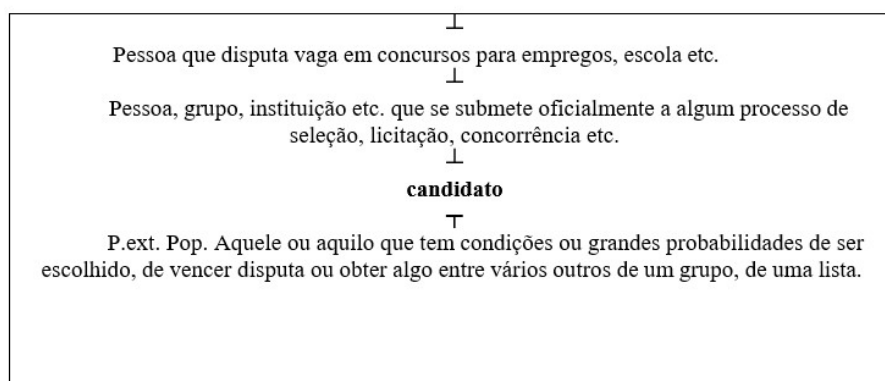 Pessoa que disputa vaga em concursos para empregos, escola etc.
Pessoa, grupo, instituição etc. que se submete oficialmente a algum processo de
seleção, licitação, concorrência etc.
candidato
P.ext. Pop. Aquele ou aquilo que tem condições ou grandes probabilidades de ser
escolhido, de vencer disputa ou obter algo entre vários outros de um grupo, de uma lista.